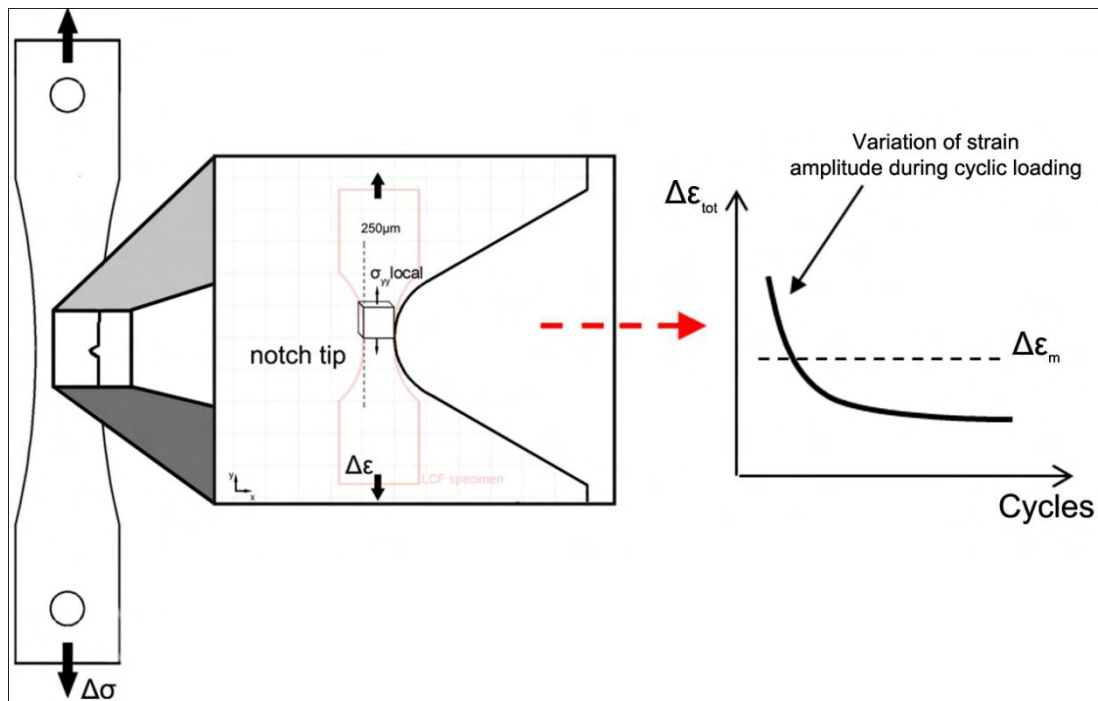 250μm
σyy local
notch tip
Δε
y
x
LCF specimen
Δσ
Variation of strain
amplitude during cyclic loading
Δεtot
Δεm
Cycles